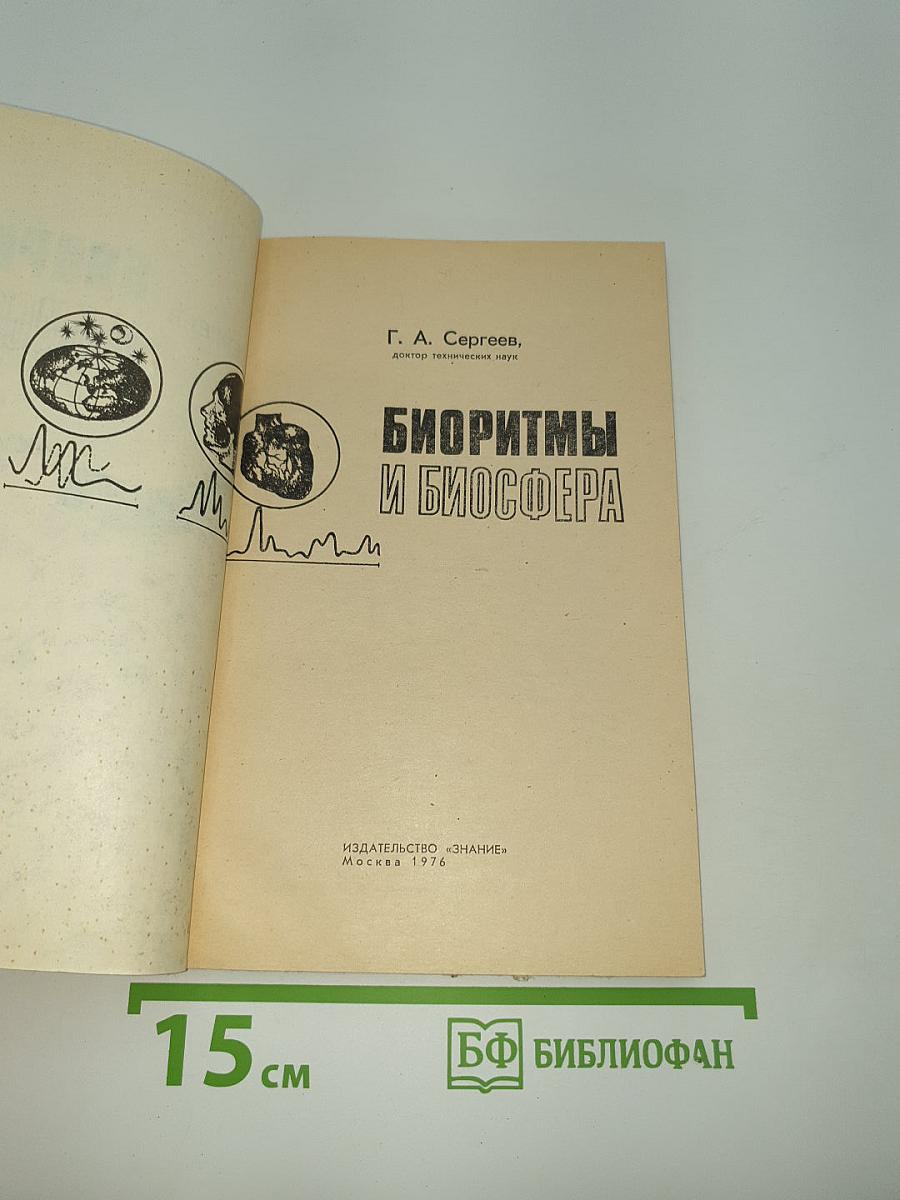 Г. А. Сергеев,
доктор технических наук
БИОРИТМЫ
И БИОСФЕРА
ИЗДАТЕЛЬСТВО «ЗНАНИЕ»
Москва 1976
15 см
БФ БИБЛИОФАН